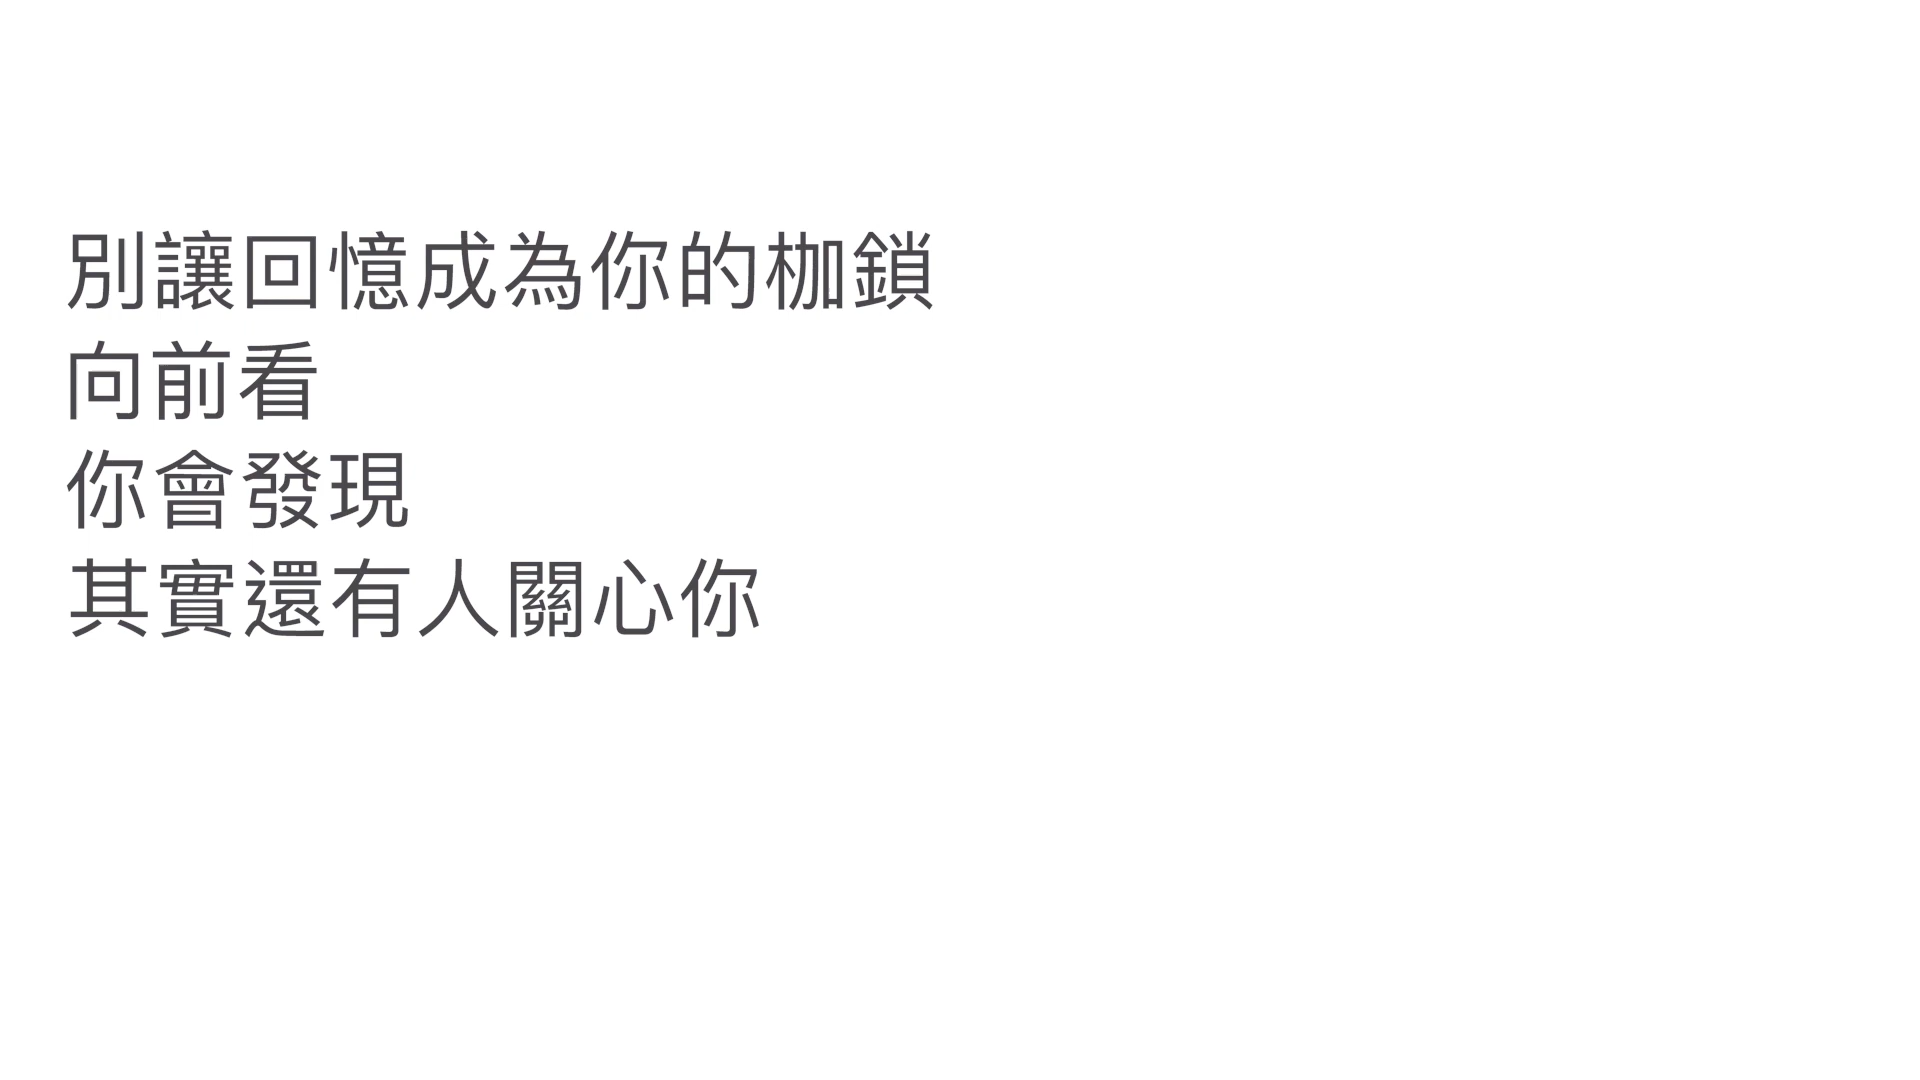 別讓回憶成為你的枷鎖
向前看
你會發現
其實還有人關心你